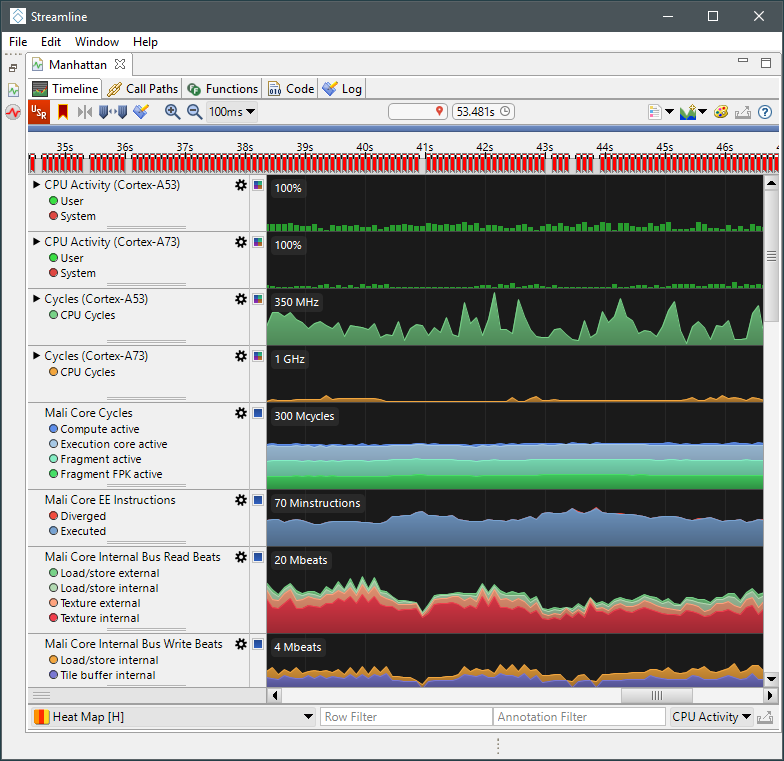 Streamline
File Edit Window Help
Manhattan
Timeline Call Paths Functions Code Log
USR 100ms 53.481s
35s 36s 37s 38s 39s 40s 41s 42s 43s 44s 45s 46s 4
CPU Activity (Cortex-A53)
100%
User
System
CPU Activity (Cortex-A73)
100%
User
System
Cycles (Cortex-A53)
350 MHz
CPU Cycles
Cycles (Cortex-A73)
1 GHz
CPU Cycles
Mali Core Cycles
300 Mcycles
Compute active
Execution core active
Fragment active
Fragment FPK active
Mali Core EE Instructions
70 Minstructions
Diverged
Executed
Mali Core Internal Bus Read Beats
20 Mbeats
Load/store external
Load/store internal
Texture external
Texture internal
Mali Core Internal Bus Write Beats
4 Mbeats
Load/store internal
Tile buffer internal
Heat Map [H] Row Filter Annotation Filter CPU Activity